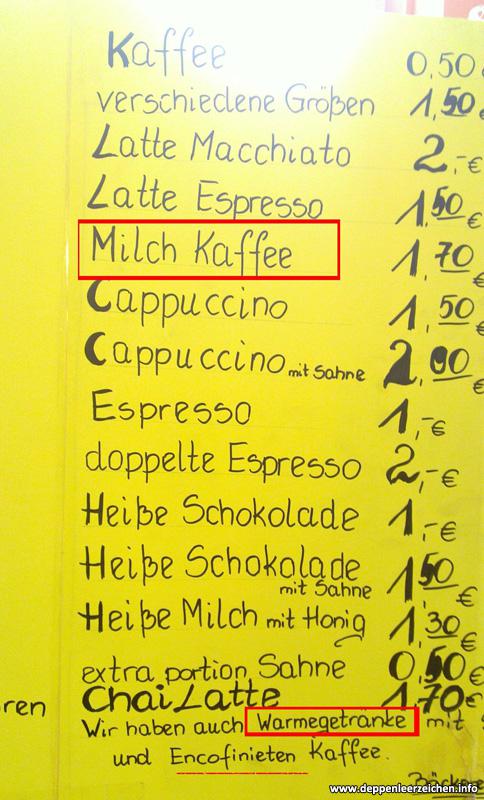 Kaffee 0,50
verschiedene Größen 1,50 €
Latte Macchiato 2,-€
Latte Espresso 1,50 €
Milch Kaffee 1,70 €
Cappuccino 1,50 €
Cappuccino mit Sahne 2,00 €
Espresso 1,-€
doppelte Espresso 2,-€
Heiße Schokolade 1,-€
Heiße Schokolade 1,50 €
mit Sahne
Heiße Milch mit Honig 1,30 €
extra portion Sahne 0,50€
Chai Latte 1,70€
ren
Wir haben auch Warmegetränke mit
und Encofinieten Kaffee.
www.deppenleerzeichen.info